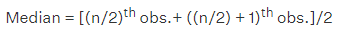 Median = [(n/2)th obs.+ ((n/2) + 1)th obs.]/2